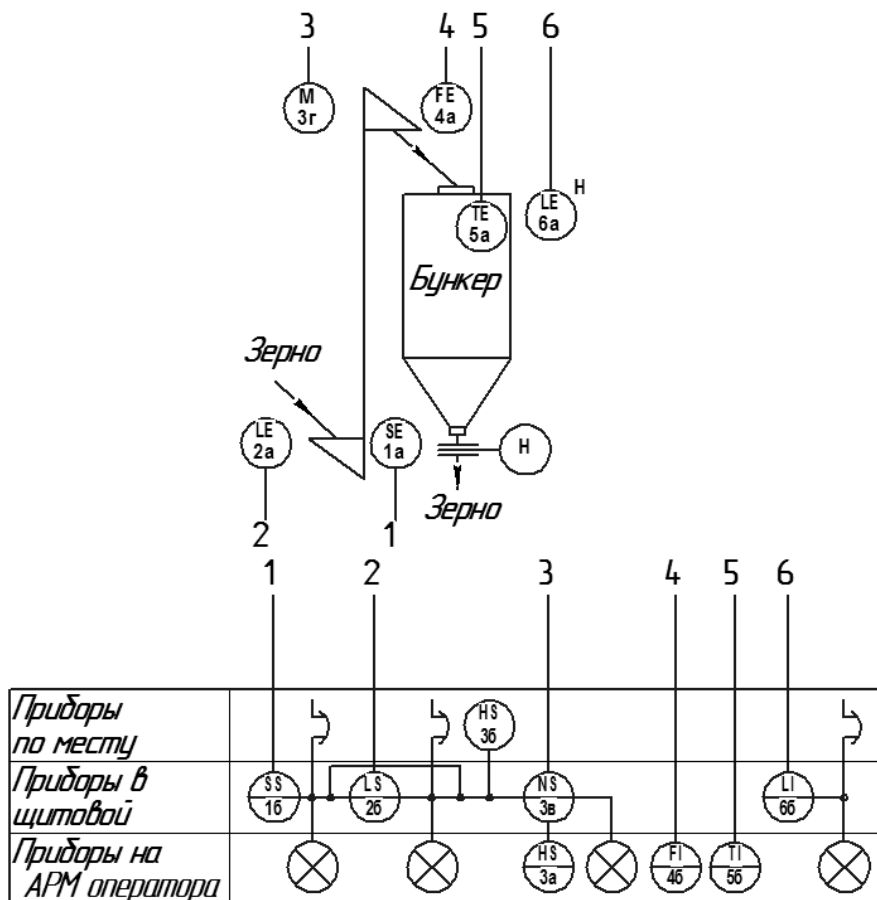 3 4 5 6
М 3г FE 4а
LE 6а Н
TE 5а
Бункер
Зерно
LE 2а SE 1а Н
Зерно
2 1
1 2 3 4 5 6
Приборы по месту
HS 3б
Приборы в щитовой
SS 1б LS 2б NS 3в LI 6б
Приборы на АРМ оператора
HS 3а FI 4б TI 5б